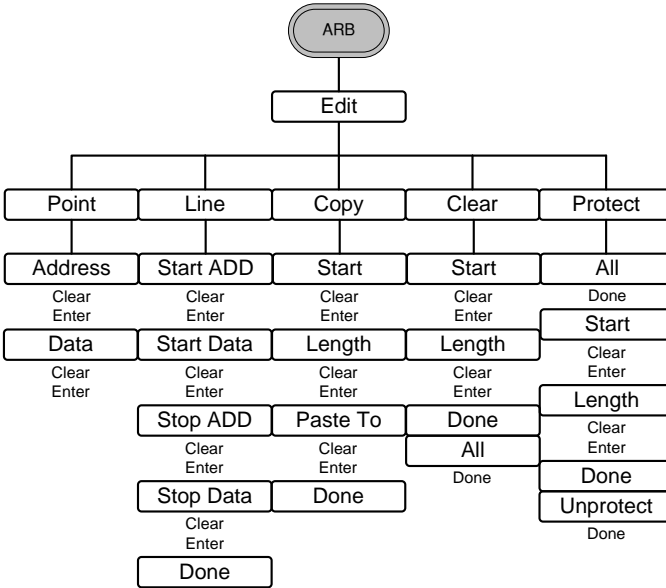 ARB
Edit
Point
Line
Copy
Clear
Protect
Address
Clear
Enter
Data
Clear
Enter
Start ADD
Clear
Enter
Start Data
Clear
Enter
Stop ADD
Clear
Enter
Stop Data
Clear
Enter
Done
Start
Clear
Enter
Length
Clear
Enter
Paste To
Clear
Enter
Done
Start
Clear
Enter
Length
Clear
Enter
Done
All
Done
All
Done
Start
Clear
Enter
Length
Clear
Enter
Done
Unprotect
Done